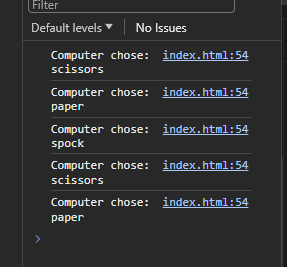 Filter
Default levels No Issues
Computer chose: index.html:54
scissors
Computer chose: index.html:54
paper
Computer chose: index.html:54
spock
Computer chose: index.html:54
scissors
Computer chose: index.html:54
paper